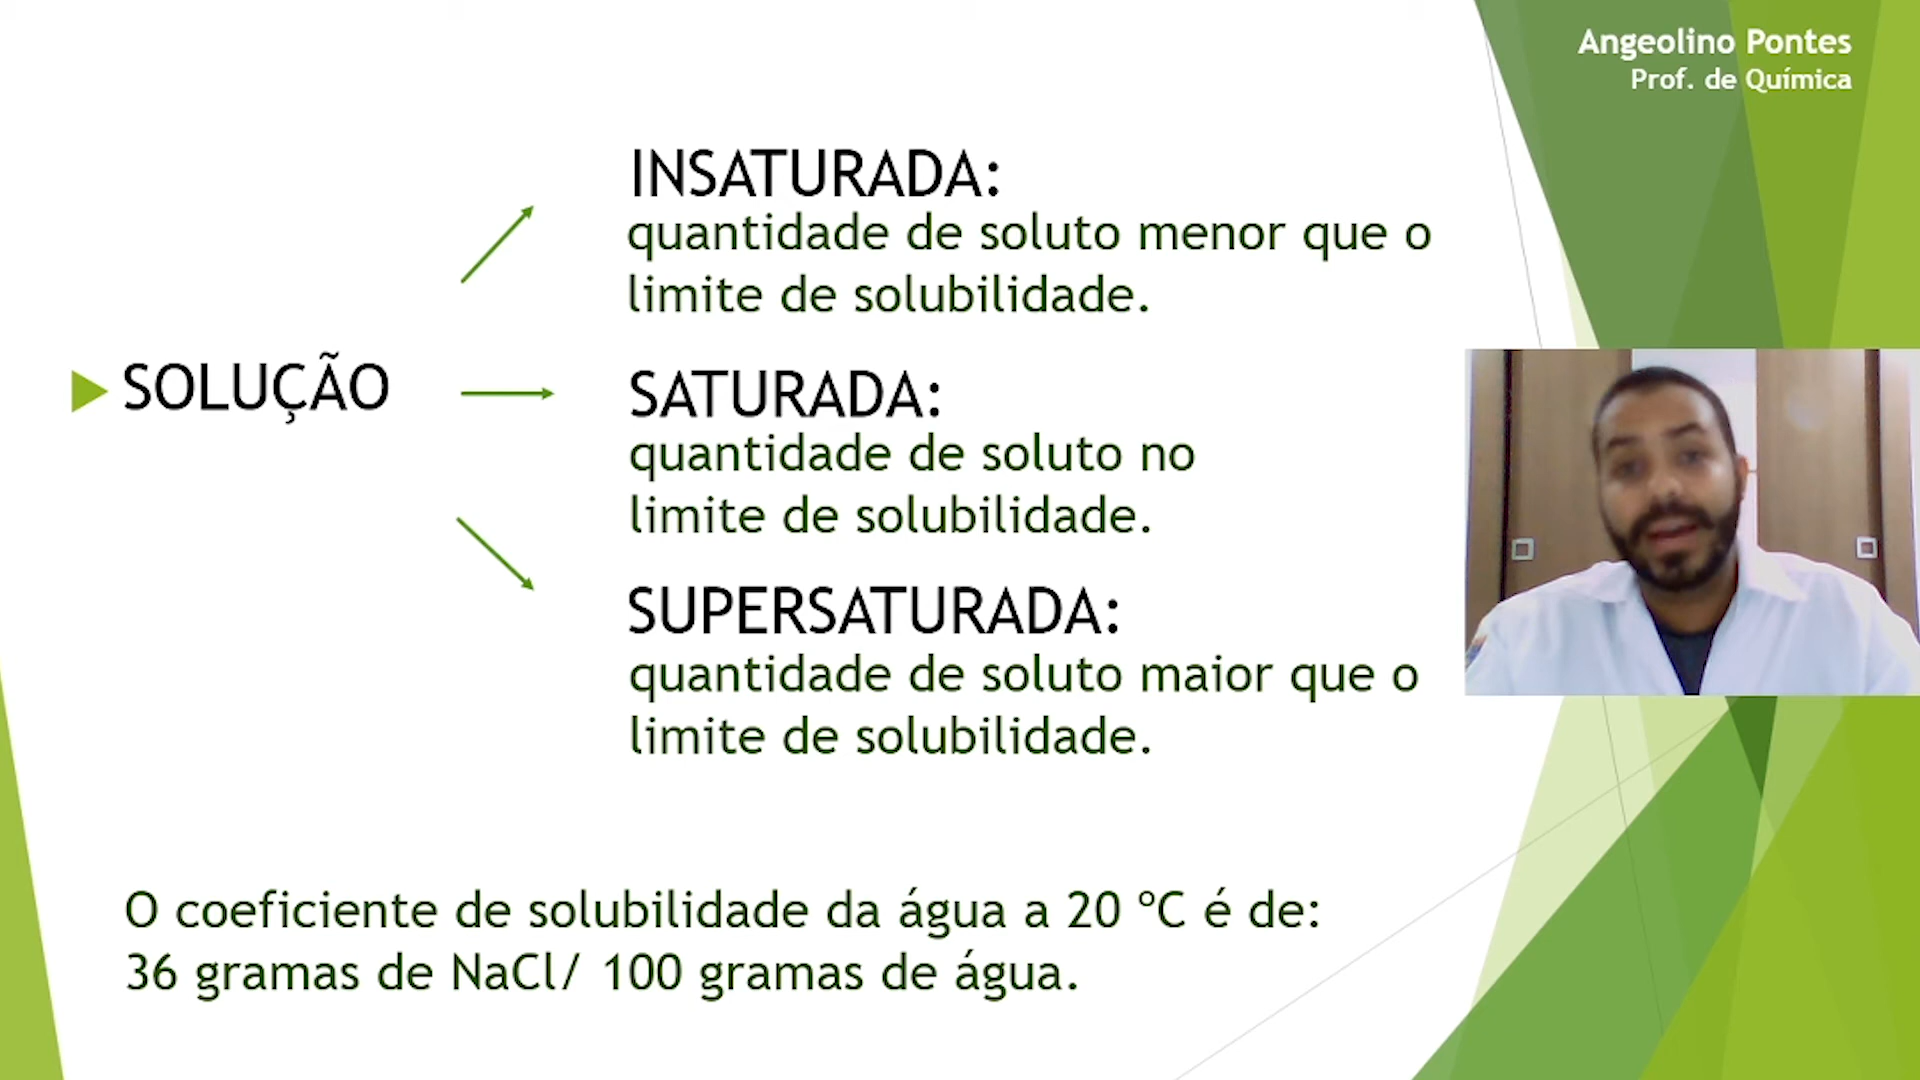 Angeolino Pontes
Prof. de Química
INSATURADA:
quantidade de soluto menor que o
limite de solubilidade.
SOLUÇÃO
SATURADA:
quantidade de soluto no
limite de solubilidade.
SUPERSATURADA:
quantidade de soluto maior que o
limite de solubilidade.
O coeficiente de solubilidade da água a 20 ºC é de:
36 gramas de NaCl/ 100 gramas de água.